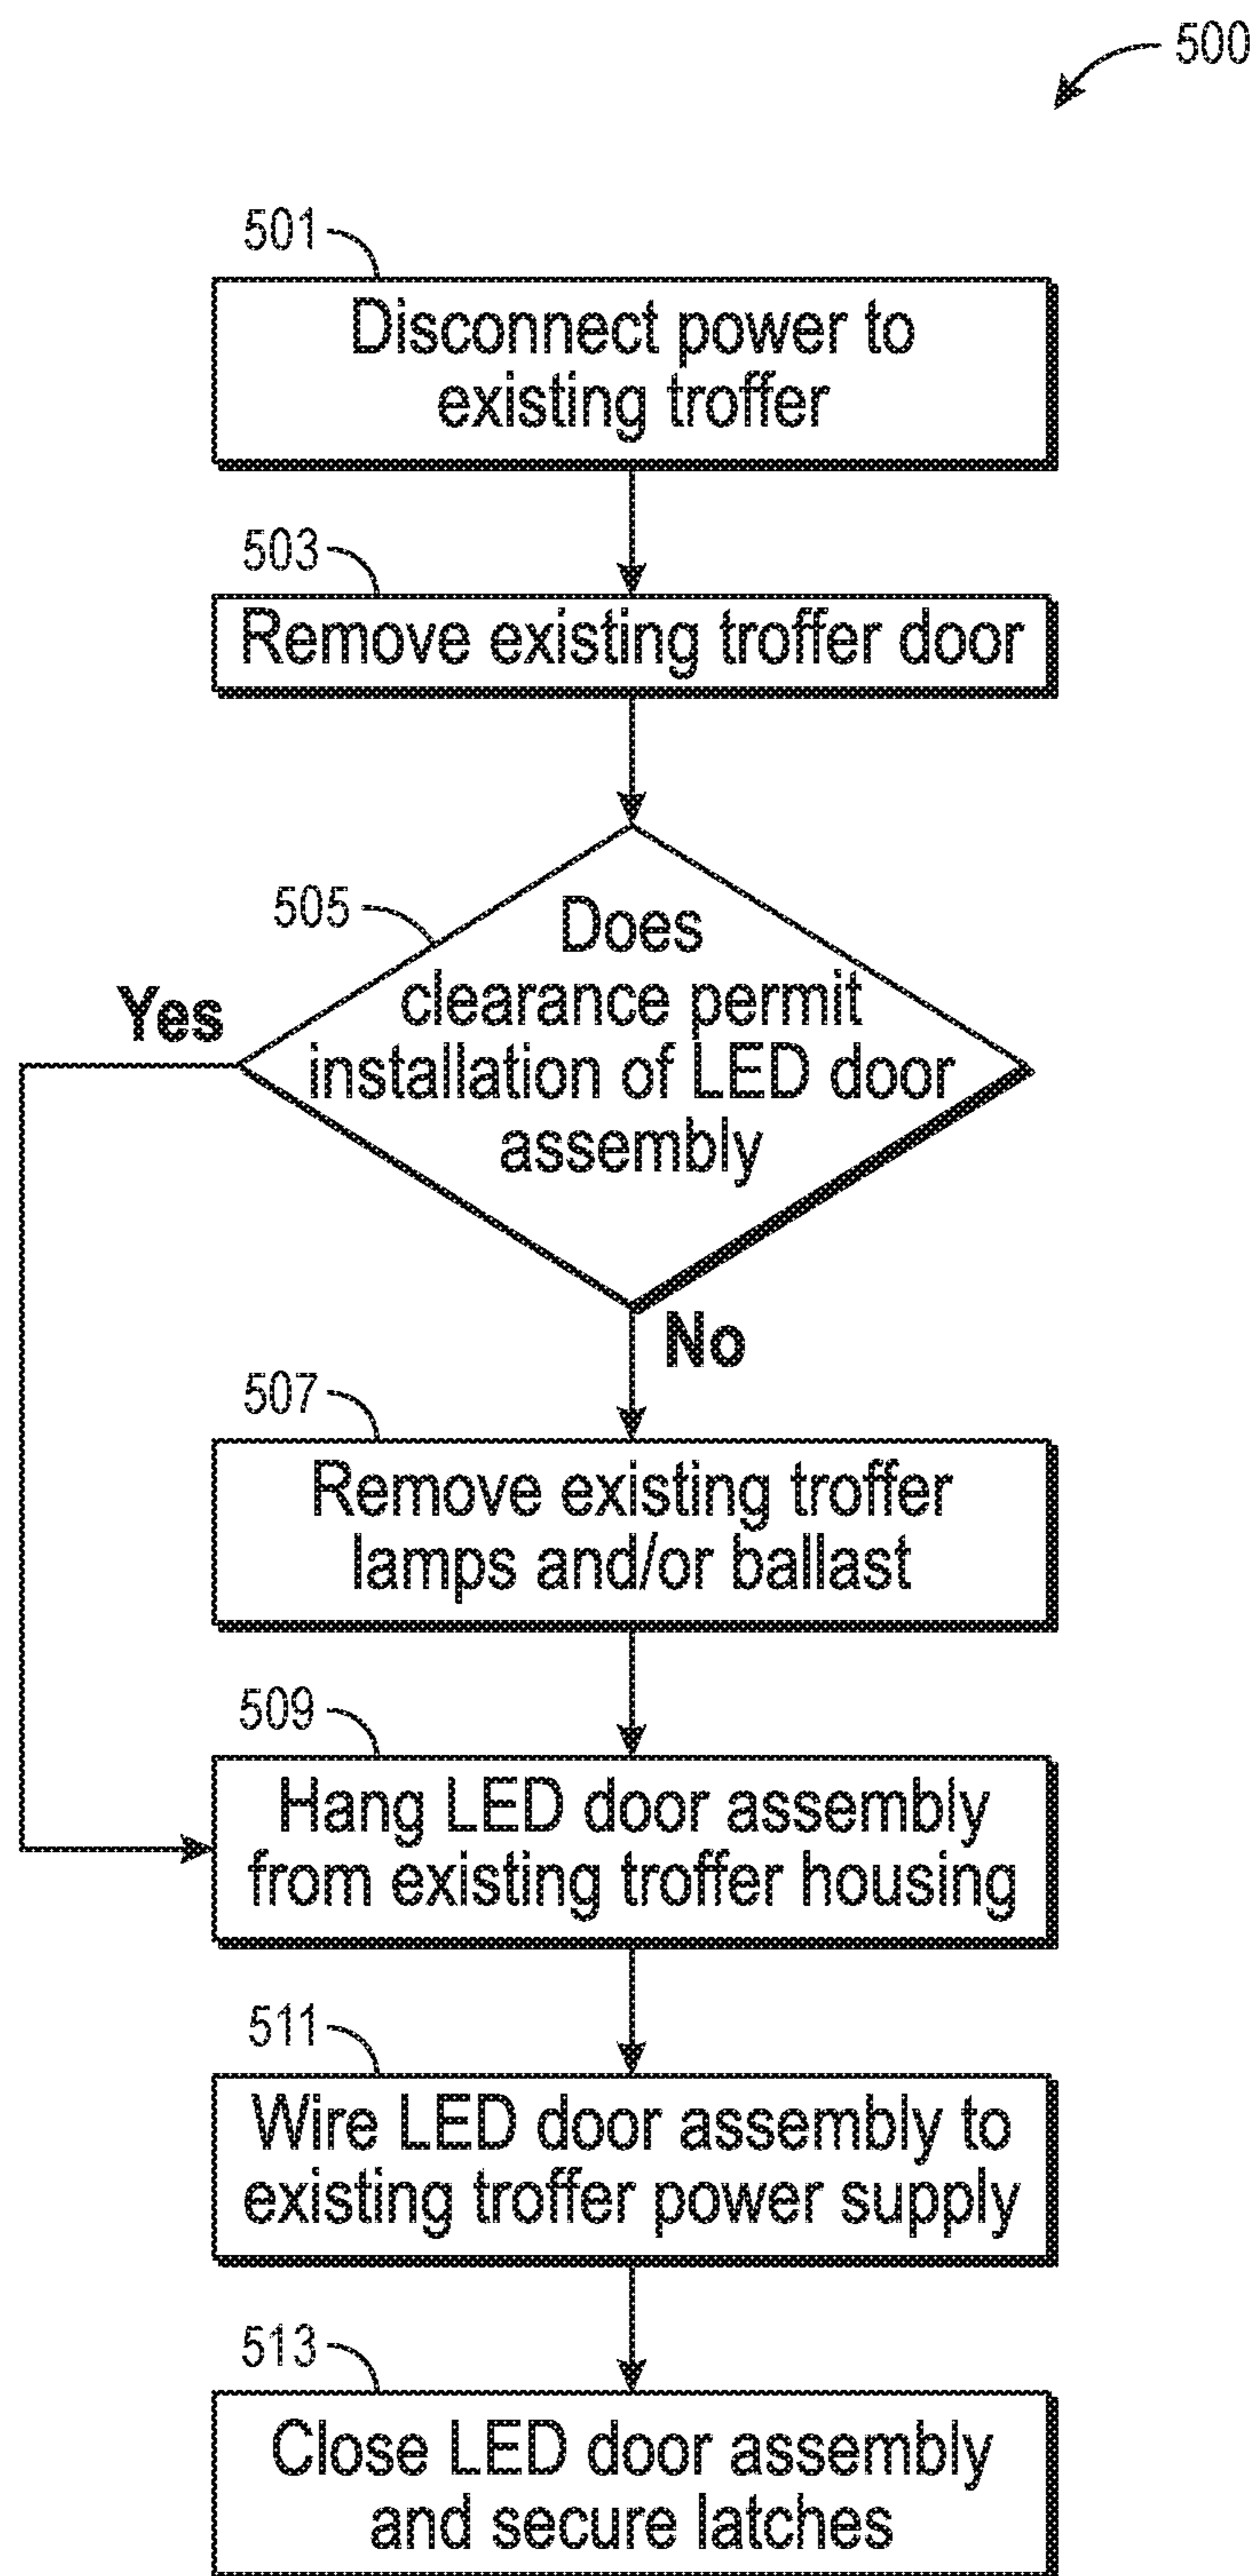 500
501
Disconnect power to
existing troffer
503
Remove existing troffer door
505
Does
clearance permit
installation of LED door
assembly
Yes
No
507
Remove existing troffer
lamps and/or ballast
509
Hang LED door assembly
from existing troffer housing
511
Wire LED door assembly to
existing troffer power supply
513
Close LED door assembly
and secure latches